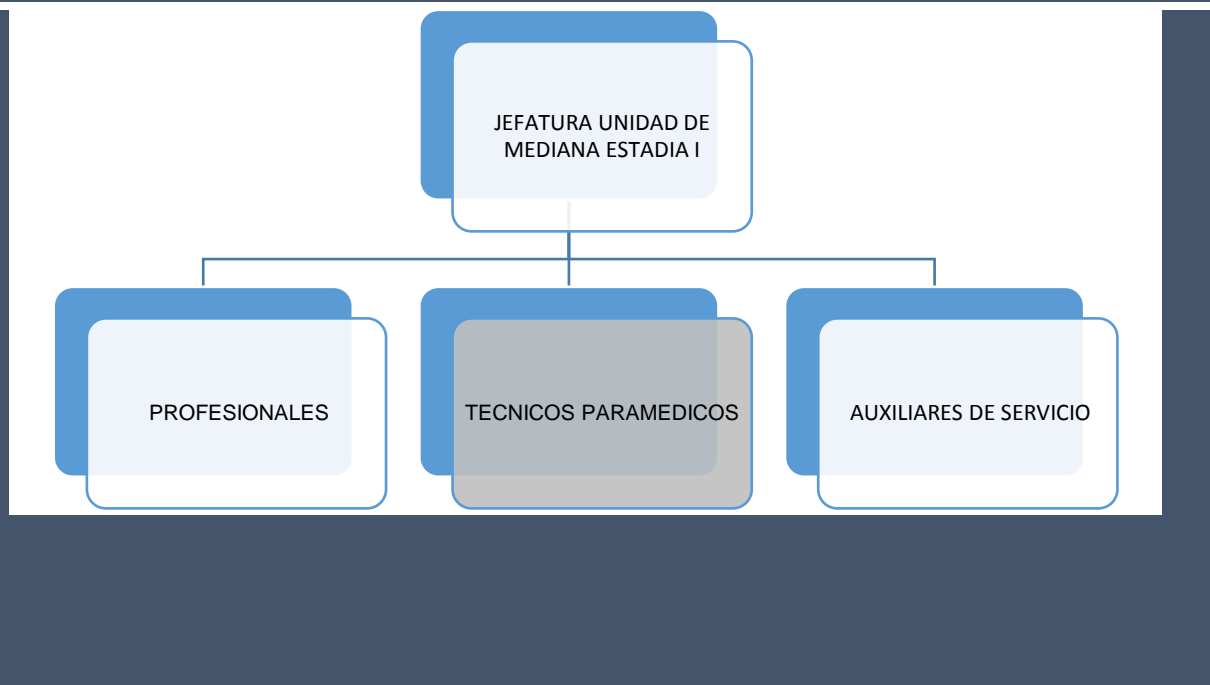 JEFATURA UNIDAD DE
MEDIANA ESTADIA I
PROFESIONALES
TECNICOS PARAMEDICOS
AUXILIARES DE SERVICIO